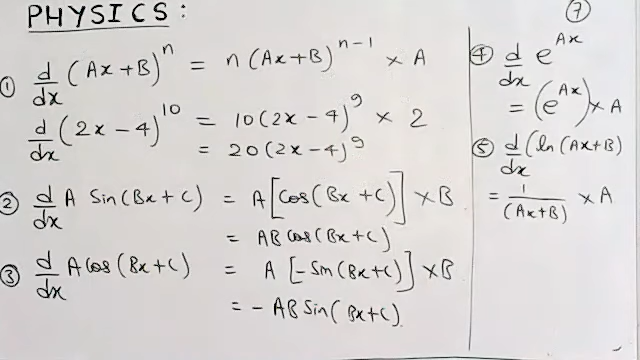 PHYSICS:
① d/dx (Ax+B)^n = n(Ax+B)^(n-1) × A
d/dx (2x-4)^10 = 10(2x-4)^9 × 2
= 20(2x-4)^9
② d/dx A Sin(Bx+C) = A[Cos(Bx+C)] × B
= AB Cos(Bx+C)
③ d/dx A Cos(Bx+C) = A[-Sin(Bx+C)] × B
= - AB Sin(Bx+C)
⑦
④ d/dx e^(Ax)
= (e^(Ax)) × A
⑤ d/dx (ln(Ax+B)
= 1/(Ax+B) × A